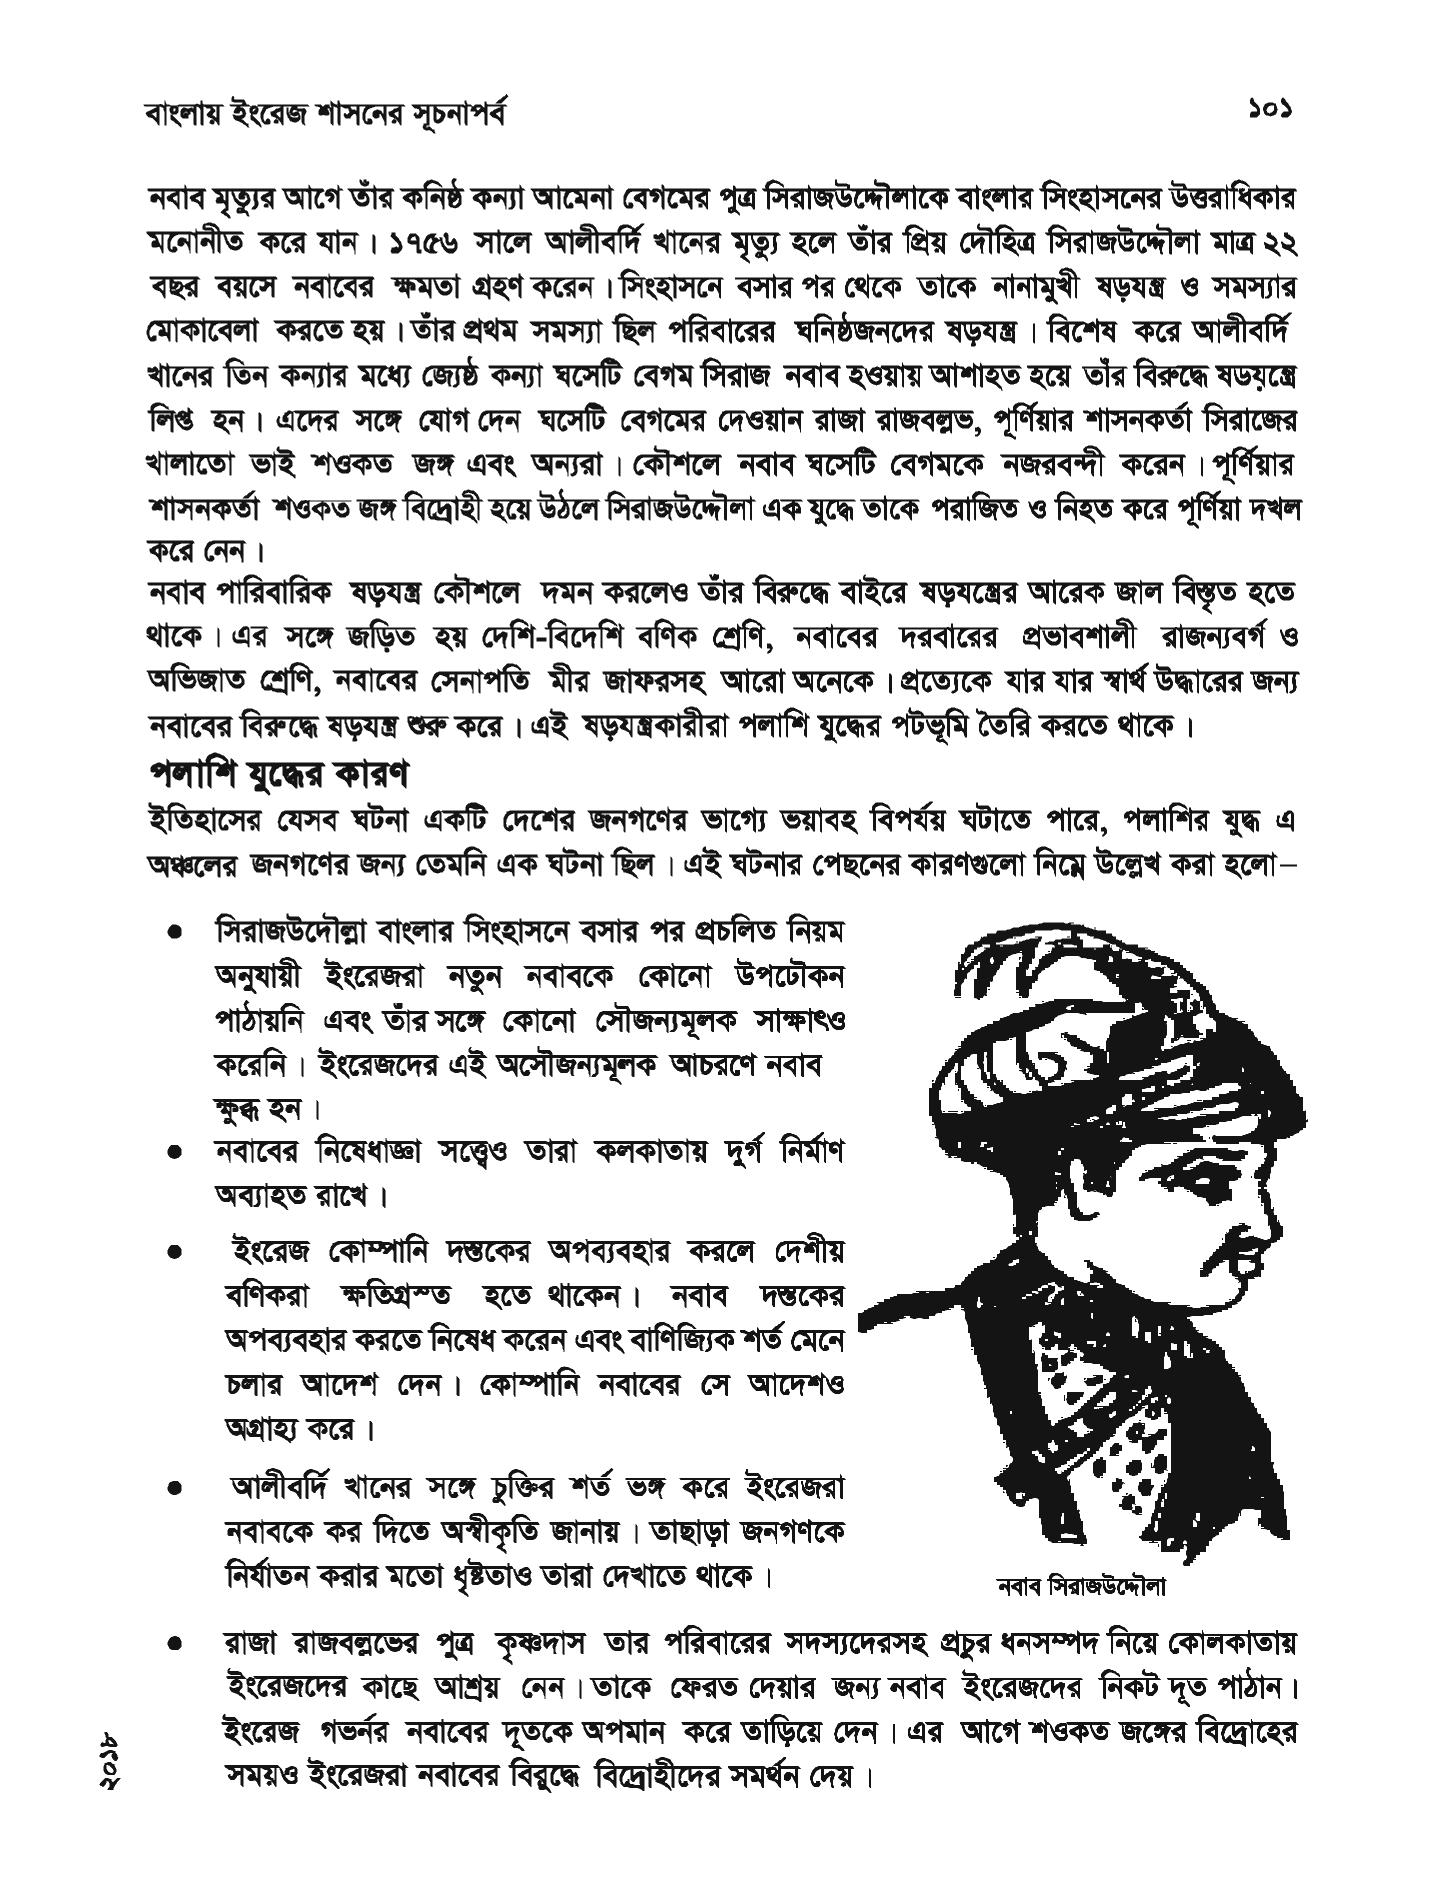 বাংলায় ইংরেজ শাসনের সূচনাপর্ব
১০১
নবাব মৃত্যুর আগে তাঁর কনিষ্ঠ কন্যা আমেনা বেগমের পুত্র সিরাজউদ্দৌলাকে বাংলার সিংহাসনের উত্তরাধিকার
মনোনীত করে যান। ১৭৫৬ সালে আলীবর্দি খানের মৃত্যু হলে তাঁর প্রিয় দৌহিত্র সিরাজউদ্দৌলা মাত্র ২২
বছর বয়সে নবাবের ক্ষমতা গ্রহণ করেন। সিংহাসনে বসার পর থেকে তাকে নানামুখী ষড়যন্ত্র ও সমস্যার
মোকাবেলা করতে হয়। তাঁর প্রথম সমস্যা ছিল পরিবারের ঘনিষ্ঠজনদের ষড়যন্ত্র। বিশেষ করে আলীবর্দি
খানের তিন কন্যার মধ্যে জ্যেষ্ঠ কন্যা ঘসেটি বেগম সিরাজ নবাব হওয়ায় আশাহত হয়ে তাঁর বিরুদ্ধে ষডয়ন্ত্রে
লিপ্ত হন। এদের সঙ্গে যোগ দেন ঘসেটি বেগমের দেওয়ান রাজা রাজবল্লভ, পূর্ণিয়ার শাসনকর্তা সিরাজের
খালাতো ভাই শওকত জঙ্গ এবং অন্যরা। কৌশলে নবাব ঘসেটি বেগমকে নজরবন্দী করেন। পূর্ণিয়ার
শাসনকর্তা শওকত জঙ্গ বিদ্রোহী হয়ে উঠলে সিরাজউদ্দৌলা এক যুদ্ধে তাকে পরাজিত ও নিহত করে পূর্ণিয়া দখল
করে নেন।
নবাব পারিবারিক ষড়যন্ত্র কৌশলে দমন করলেও তাঁর বিরুদ্ধে বাইরে ষড়যন্ত্রের আরেক জাল বিস্তৃত হতে
থাকে। এর সঙ্গে জড়িত হয় দেশি-বিদেশি বণিক শ্রেণি, নবাবের দরবারের প্রভাবশালী রাজন্যবর্গ ও
অভিজাত শ্রেণি, নবাবের সেনাপতি মীর জাফরসহ আরো অনেকে। প্রত্যেকে যার যার স্বার্থ উদ্ধারের জন্য
নবাবের বিরুদ্ধে ষড়যন্ত্র শুরু করে। এই ষড়যন্ত্রকারীরা পলাশি যুদ্ধের পটভূমি তৈরি করতে থাকে।
পলাশি যুদ্ধের কারণ
ইতিহাসের যেসব ঘটনা একটি দেশের জনগণের ভাগ্যে ভয়াবহ বিপর্যয় ঘটাতে পারে, পলাশির যুদ্ধ এ
অঞ্চলের জনগণের জন্য তেমনি এক ঘটনা ছিল। এই ঘটনার পেছনের কারণগুলো নিম্নে উল্লেখ করা হলো–
● সিরাজউদৌল্লা বাংলার সিংহাসনে বসার পর প্রচলিত নিয়ম
অনুযায়ী ইংরেজরা নতুন নবাবকে কোনো উপঢৌকন
পাঠায়নি এবং তাঁর সঙ্গে কোনো সৌজন্যমূলক সাক্ষাৎও
করেনি। ইংরেজদের এই অসৌজন্যমূলক আচরণে নবাব
ক্ষুব্ধ হন।
● নবাবের নিষেধাজ্ঞা সত্ত্বেও তারা কলকাতায় দুর্গ নির্মাণ
অব্যাহত রাখে।
● ইংরেজ কোম্পানি দস্তকের অপব্যবহার করলে দেশীয়
বণিকরা ক্ষতিগ্রস্ত হতে থাকেন। নবাব দস্তকের
অপব্যবহার করতে নিষেধ করেন এবং বাণিজ্যিক শর্ত মেনে
চলার আদেশ দেন। কোম্পানি নবাবের সে আদেশও
অগ্রাহ্য করে।
● আলীবর্দি খানের সঙ্গে চুক্তির শর্ত ভঙ্গ করে ইংরেজরা
নবাবকে কর দিতে অস্বীকৃতি জানায়। তাছাড়া জনগণকে
নির্যাতন করার মতো ধৃষ্টতাও তারা দেখাতে থাকে।
নবাব সিরাজউদ্দৌলা
● রাজা রাজবল্লভের পুত্র কৃষ্ণদাস তার পরিবারের সদস্যদেরসহ প্রচুর ধনসম্পদ নিয়ে কোলকাতায়
ইংরেজদের কাছে আশ্রয় নেন। তাকে ফেরত দেয়ার জন্য নবাব ইংরেজদের নিকট দূত পাঠান।
ইংরেজ গভর্নর নবাবের দূতকে অপমান করে তাড়িয়ে দেন। এর আগে শওকত জঙ্গের বিদ্রোহের
সময়ও ইংরেজরা নবাবের বিরুদ্ধে বিদ্রোহীদের সমর্থন দেয়।
২০১৮